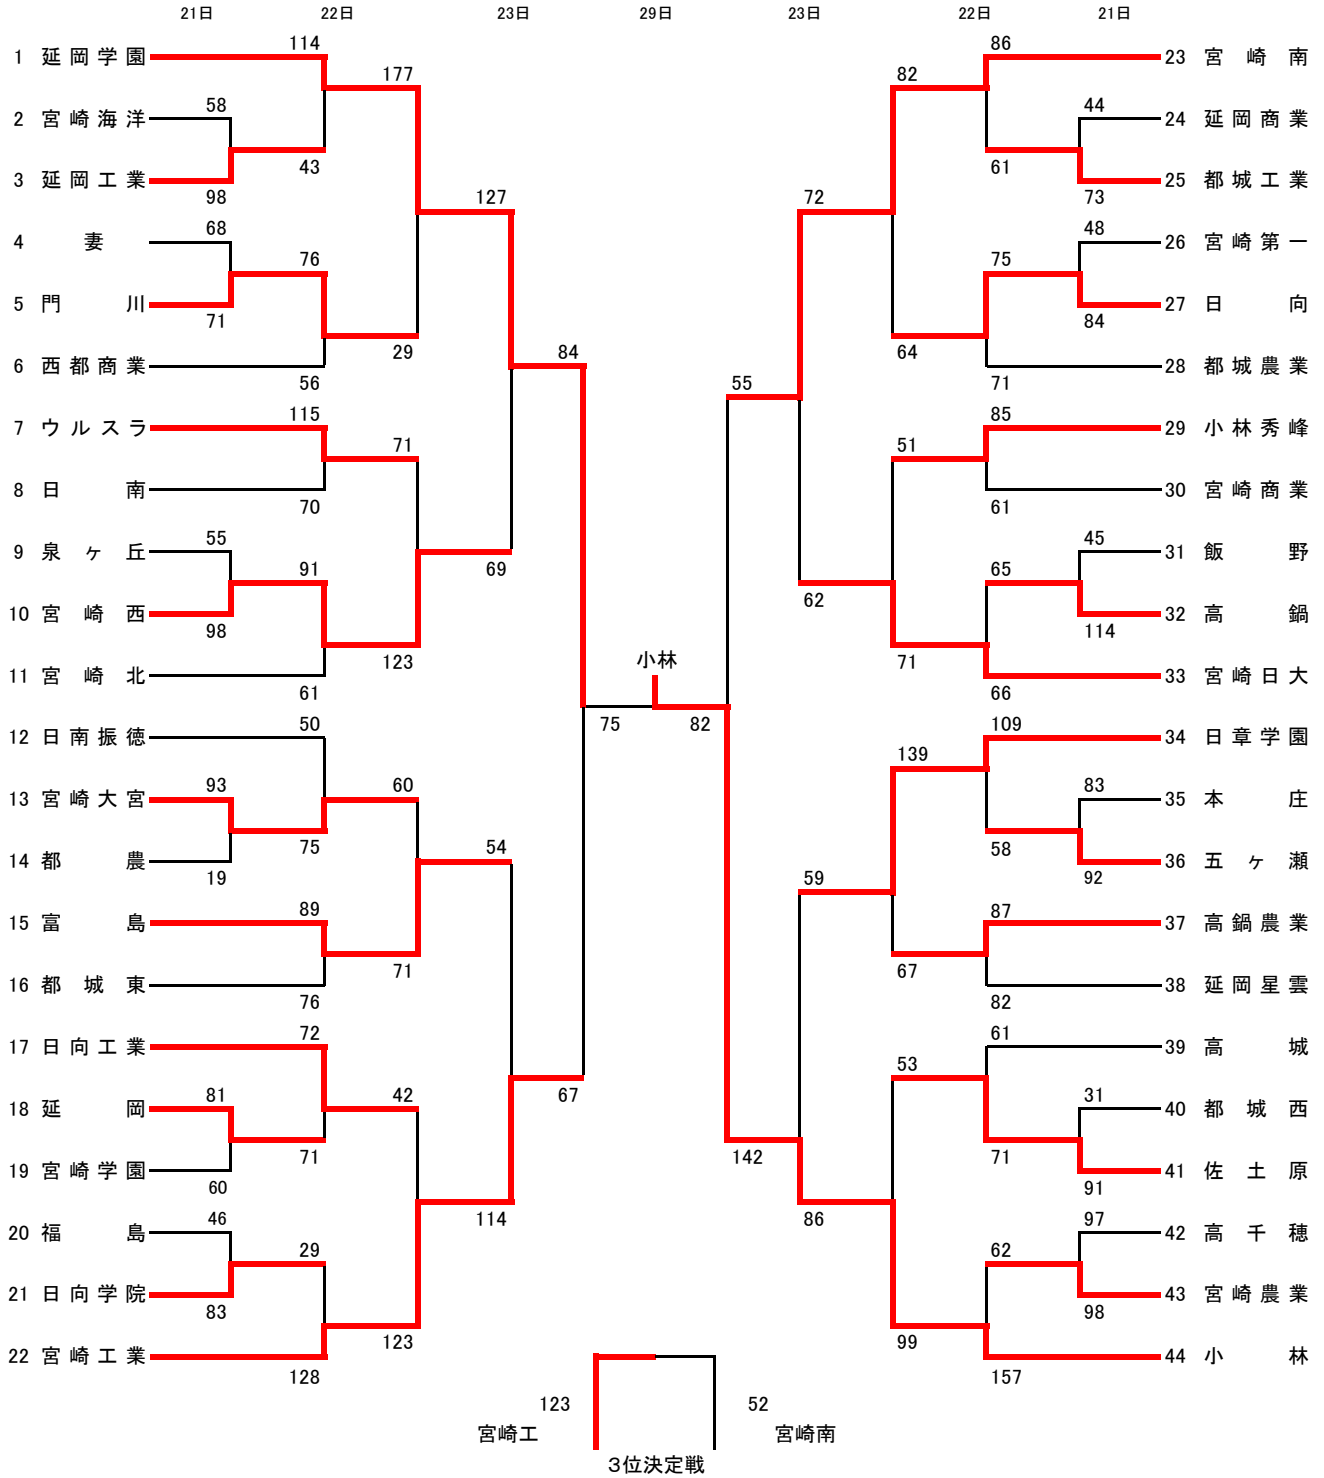 21日 22日 23日 29日 23日 22日 21日
114 86
1 延岡学園 23 宮崎南
177 82
58 44
2 宮崎海洋 24 延岡商業
43 61
3 延岡工業 25 都城工業
98 127 72 73
68 48
4 妻 26 宮崎第一
76 75
5 門川 27 日向
71 84
29 84 64
6 西都商業 28 都城農業
56 55 71
115 85
7 ウルスラ 29 小林秀峰
71 51
8 日南 30 宮崎商業
70 61
55 45
9 泉ヶ丘 31 飯野
91 69 65
10 宮崎西 32 高鍋
98 62 114
123 小林 71
11 宮崎北 33 宮崎日大
61 66
50 75 82 109
12 日南振徳 34 日章学園
139
93 60 83
13 宮崎大宮 35 本庄
75 54 58
14 都農 36 五ヶ瀬
19 59 92
89 87
15 富島 37 高鍋農業
71 67
16 都城東 38 延岡星雲
76 82
72 61
17 日向工業 39 高城
53
81 42 67 31
18 延岡 40 都城西
71 142 71
19 宮崎学園 41 佐土原
60 91
46 114 86 97
20 福島 42 高千穂
29 62
21 日向学院 43 宮崎農業
83 98
123 99
22 宮崎工業 44 小林
128 157
123 52
宮崎工 宮崎南
3位決定戦